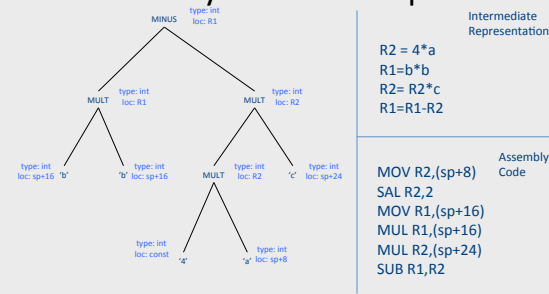 type: int
loc: R1
MINUS
type: int
loc: R1
MULT
type: int
loc: R2
MULT
type: int
loc: sp+16
'b'
'b'
type: int
loc: sp+16
MULT
type: int
loc: R2
'c'
type: int
loc: sp+24
type: int
loc: const
'4'
'a'
type: int
loc: sp+8
Intermediate
Representation
R2 = 4*a
R1=b*b
R2= R2*c
R1=R1-R2
Assembly
Code
MOV R2,(sp+8)
SAL R2,2
MOV R1,(sp+16)
MUL R1,(sp+16)
MUL R2,(sp+24)
SUB R1,R2